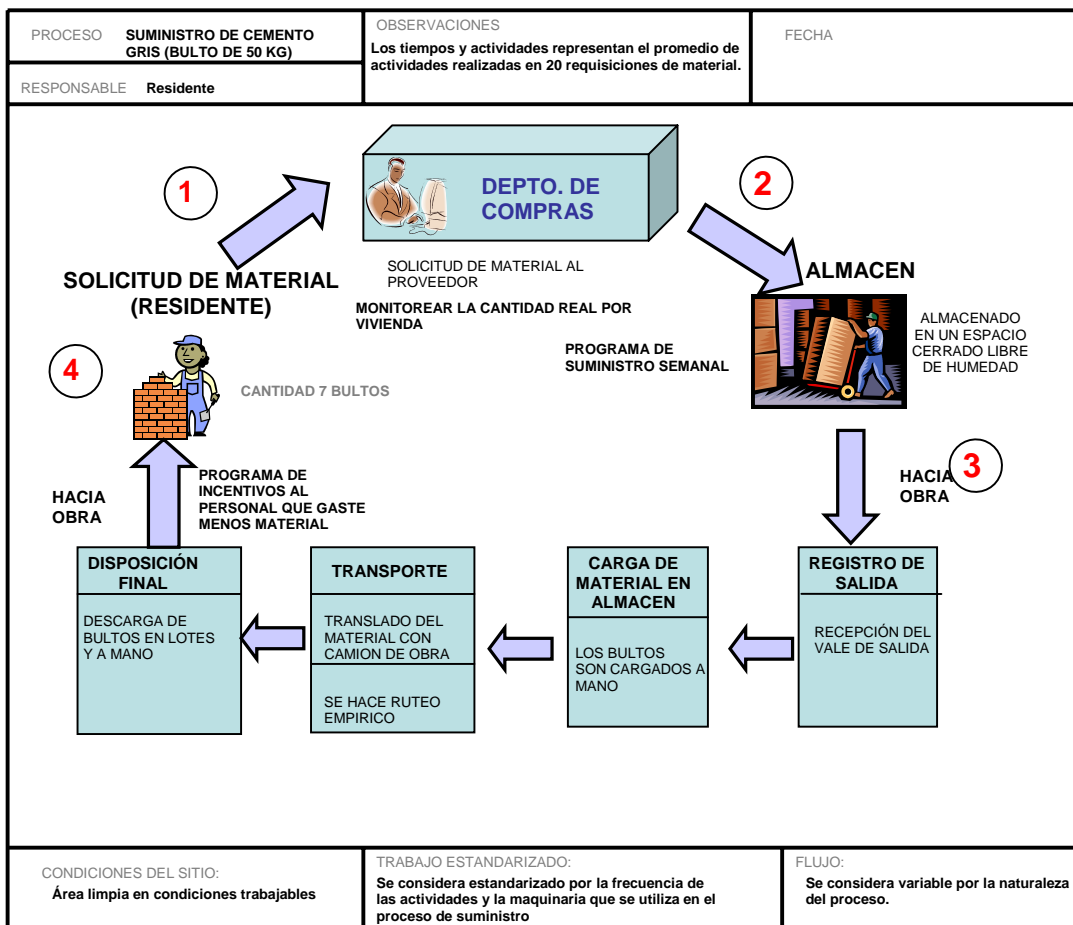 PROCESO SUMINISTRO DE CEMENTO
GRIS (BULTO DE 50 KG)
RESPONSABLE Residente
OBSERVACIONES
Los tiempos y actividades representan el promedio de
actividades realizadas en 20 requisiciones de material.
FECHA
1
DEPTO. DE
COMPRAS
2
SOLICITUD DE MATERIAL
(RESIDENTE)
SOLICITUD DE MATERIAL AL
PROVEEDOR
MONITOREAR LA CANTIDAD REAL POR
VIVIENDA
ALMACEN
PROGRAMA DE
SUMINISTRO SEMANAL
ALMACENADO
EN UN ESPACIO
CERRADO LIBRE
DE HUMEDAD
4
CANTIDAD 7 BULTOS
HACIA
OBRA
PROGRAMA DE
INCENTIVOS AL
PERSONAL QUE GASTE
MENOS MATERIAL
HACIA
OBRA
3
DISPOSICIÓN
FINAL
DESCARGA DE
BULTOS EN LOTES
Y A MANO
TRANSPORTE
TRANSLADO DEL
MATERIAL CON
CAMION DE OBRA
SE HACE RUTEO
EMPIRICO
CARGA DE
MATERIAL EN
ALMACEN
LOS BULTOS
SON CARGADOS A
MANO
REGISTRO DE
SALIDA
RECEPCIÓN DEL
VALE DE SALIDA
CONDICIONES DEL SITIO:
Área limpia en condiciones trabajables
TRABAJO ESTANDARIZADO:
Se considera estandarizado por la frecuencia de
las actividades y la maquinaria que se utiliza en el
proceso de suministro
FLUJO:
Se considera variable por la naturaleza
del proceso.